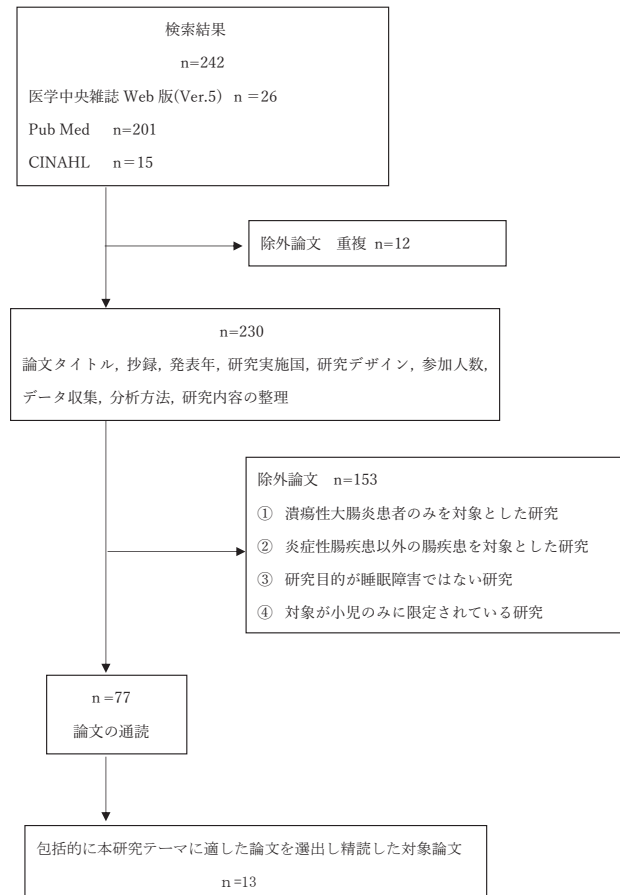 検索結果
n=242
医学中央雑誌 Web 版(Ver.5) n =26
Pub Med n=201
CINAHL n=15
除外論文 重複 n=12
n=230
論文タイトル, 抄録, 発表年, 研究実施国, 研究デザイン, 参加人数,
データ収集, 分析方法, 研究内容の整理
除外論文 n=153
① 潰瘍性大腸炎患者のみを対象とした研究
② 炎症性腸疾患以外の腸疾患を対象とした研究
③ 研究目的が睡眠障害ではない研究
④ 対象が小児のみに限定されている研究
n =77
論文の通読
包括的に本研究テーマに適した論文を選出し精読した対象論文
n =13